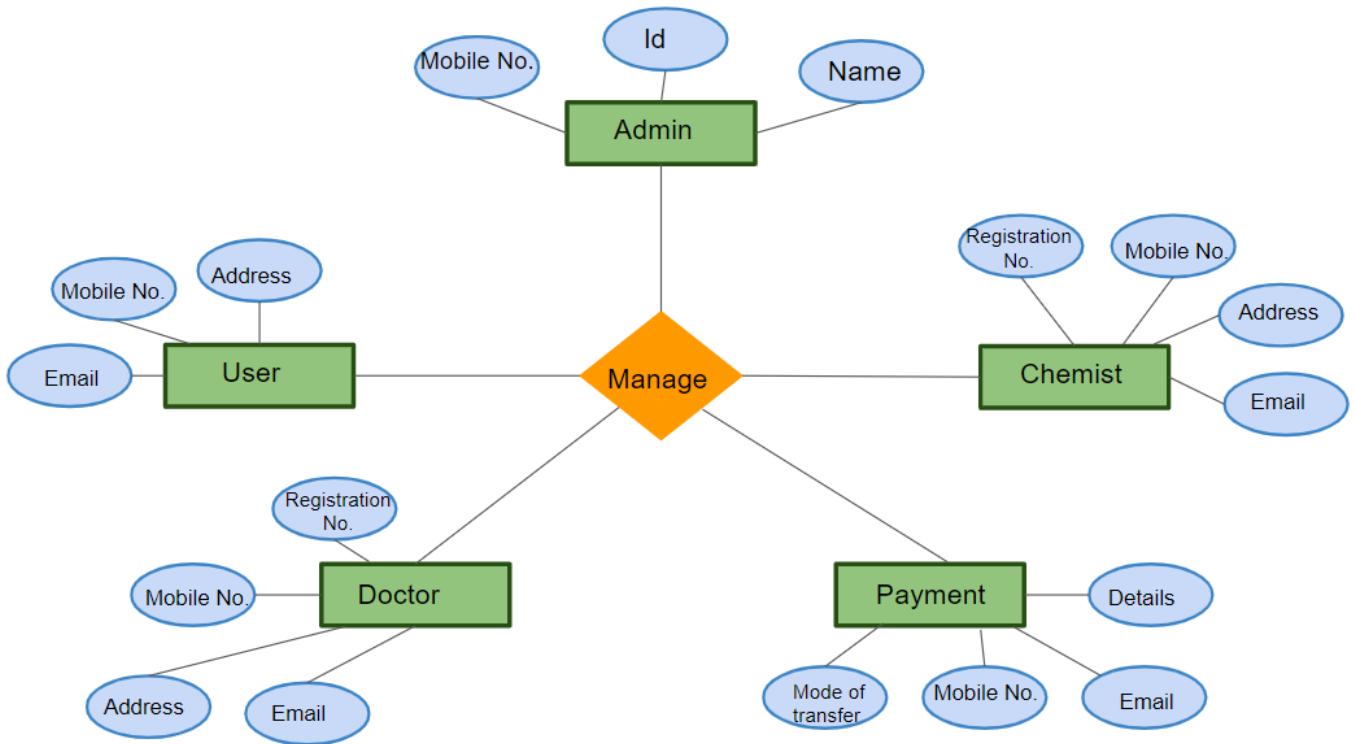 Id
Mobile No.
Name
Admin
Registration
No.
Mobile No.
Address
Mobile No.
Address
User
Email
Manage
Chemist
Email
Registration
No.
Doctor
Mobile No.
Address
Email
Payment
Details
Mode of
transfer
Mobile No.
Email